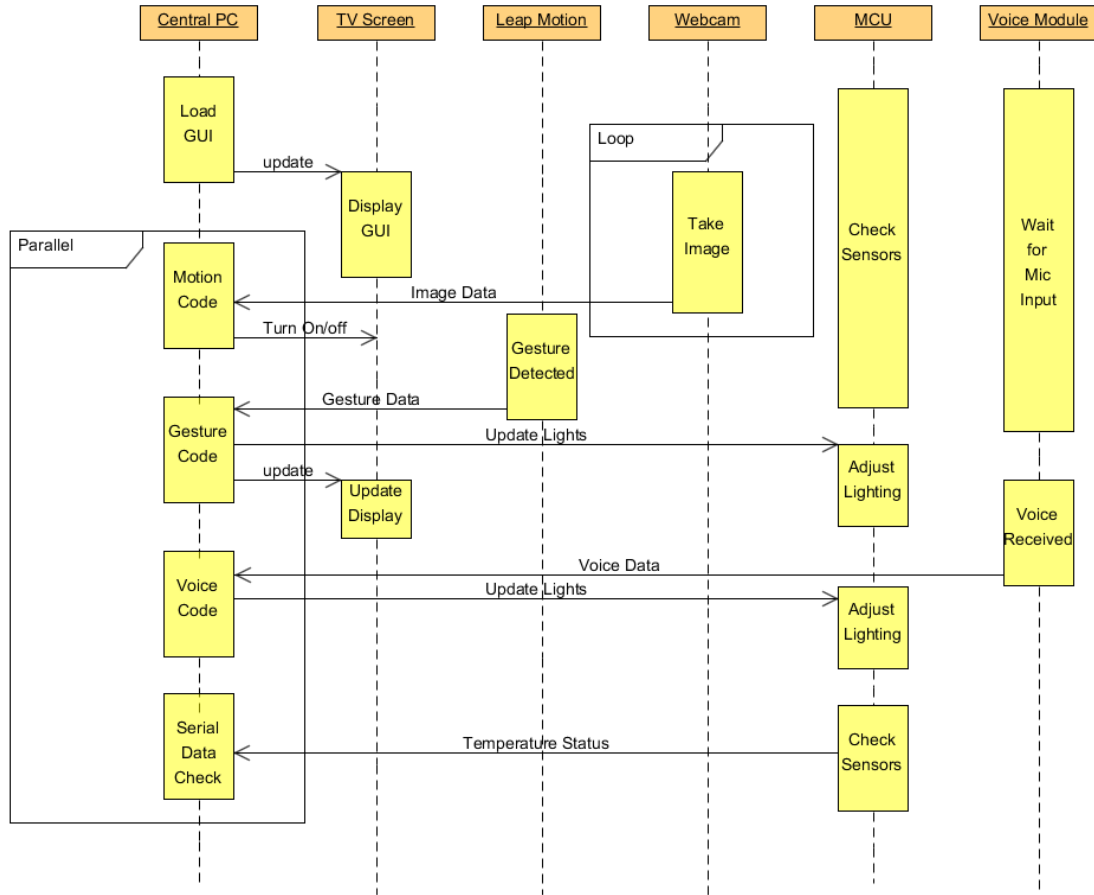 Central PC
TV Screen
Leap Motion
Webcam
MCU
Voice Module
Load
GUI
update
Loop
Display
GUI
Take
Image
Check
Sensors
Wait
for
Mic
Input
Parallel
Motion
Code
Image Data
Turn On/off
Gesture
Detected
Gesture Data
Gesture
Code
Update Lights
update
Update
Display
Adjust
Lighting
Voice
Received
Voice Data
Voice
Code
Update Lights
Adjust
Lighting
Serial
Data
Check
Temperature Status
Check
Sensors